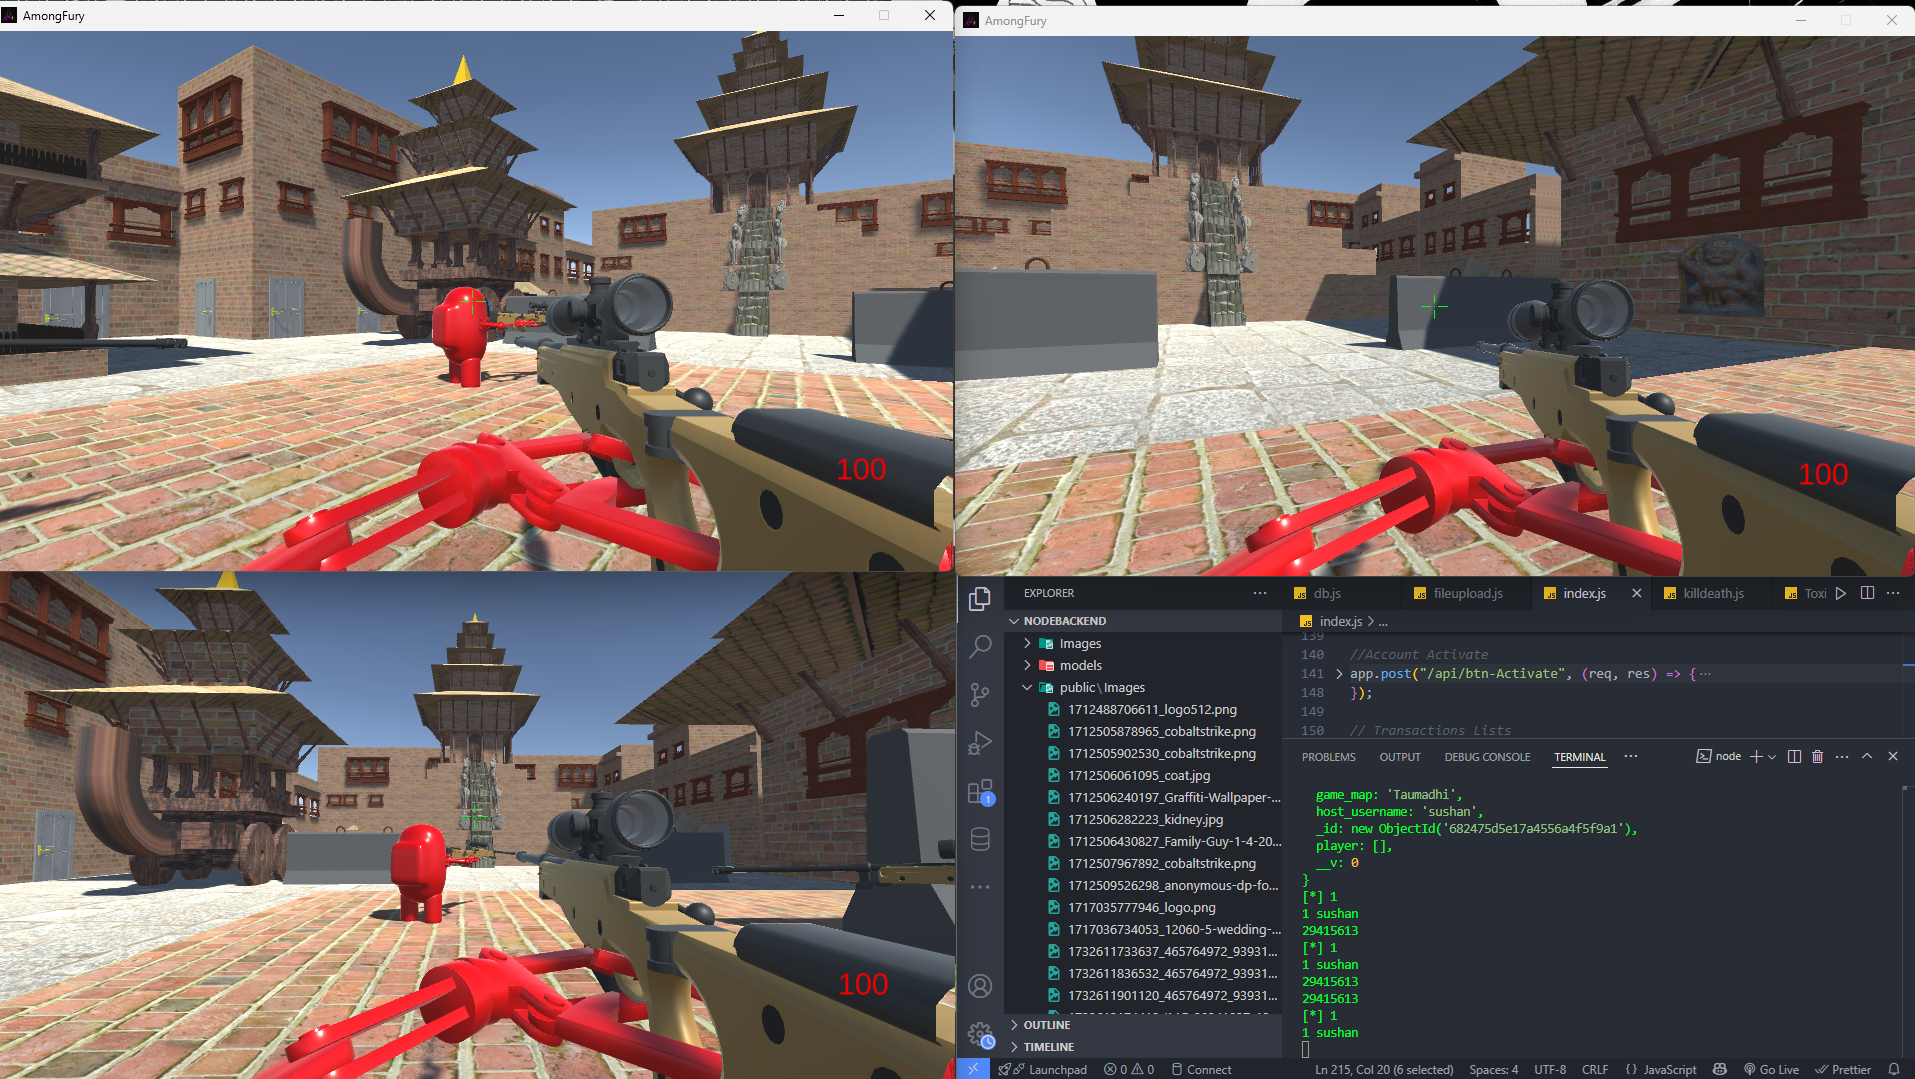 AmongFury
AmongFury
100
100
100
EXPLORER
NODEBACKEND
Images
models
public\Images
1712488706611_logo512.png
1712505878965_cobaltstrike.png
1712505902530_cobaltstrike.png
1712506061095_coat.jpg
1712506240197_Graffiti-Wallpaper-...
1712506282223_kidney.jpg
1712506430827_Family-Guy-1-4-20...
1712507967892_cobaltstrike.png
1712509526298_anonymous-dp-fo...
1717035777946_logo.png
1717036734053_12060-5-wedding-...
1732611733637_465764972_93931...
1732611836532_465764972_93931...
1732611901120_465764972_93931...
OUTLINE
TIMELINE
db.js
fileupload.js
index.js
killdeath.js
Toxi
index.js > ...
139
140 //Account Activate
141 app.post("/api/btn-Activate", (req, res) => {...
148 });
149
150 // Transactions Lists
PROBLEMS OUTPUT DEBUG CONSOLE TERMINAL ... node
game_map: 'Taumadhi',
host_username: 'sushan',
_id: new ObjectId('682475d5e17a4556a4f5f9a1'),
player: [],
__v: 0
}
[*] 1
1 sushan
29415613
[*] 1
1 sushan
29415613
29415613
[*] 1
1 sushan
Launchpad 0 0 Connect Ln 215, Col 20 (6 selected) Spaces: 4 UTF-8 CRLF {} JavaScript Go Live Prettier